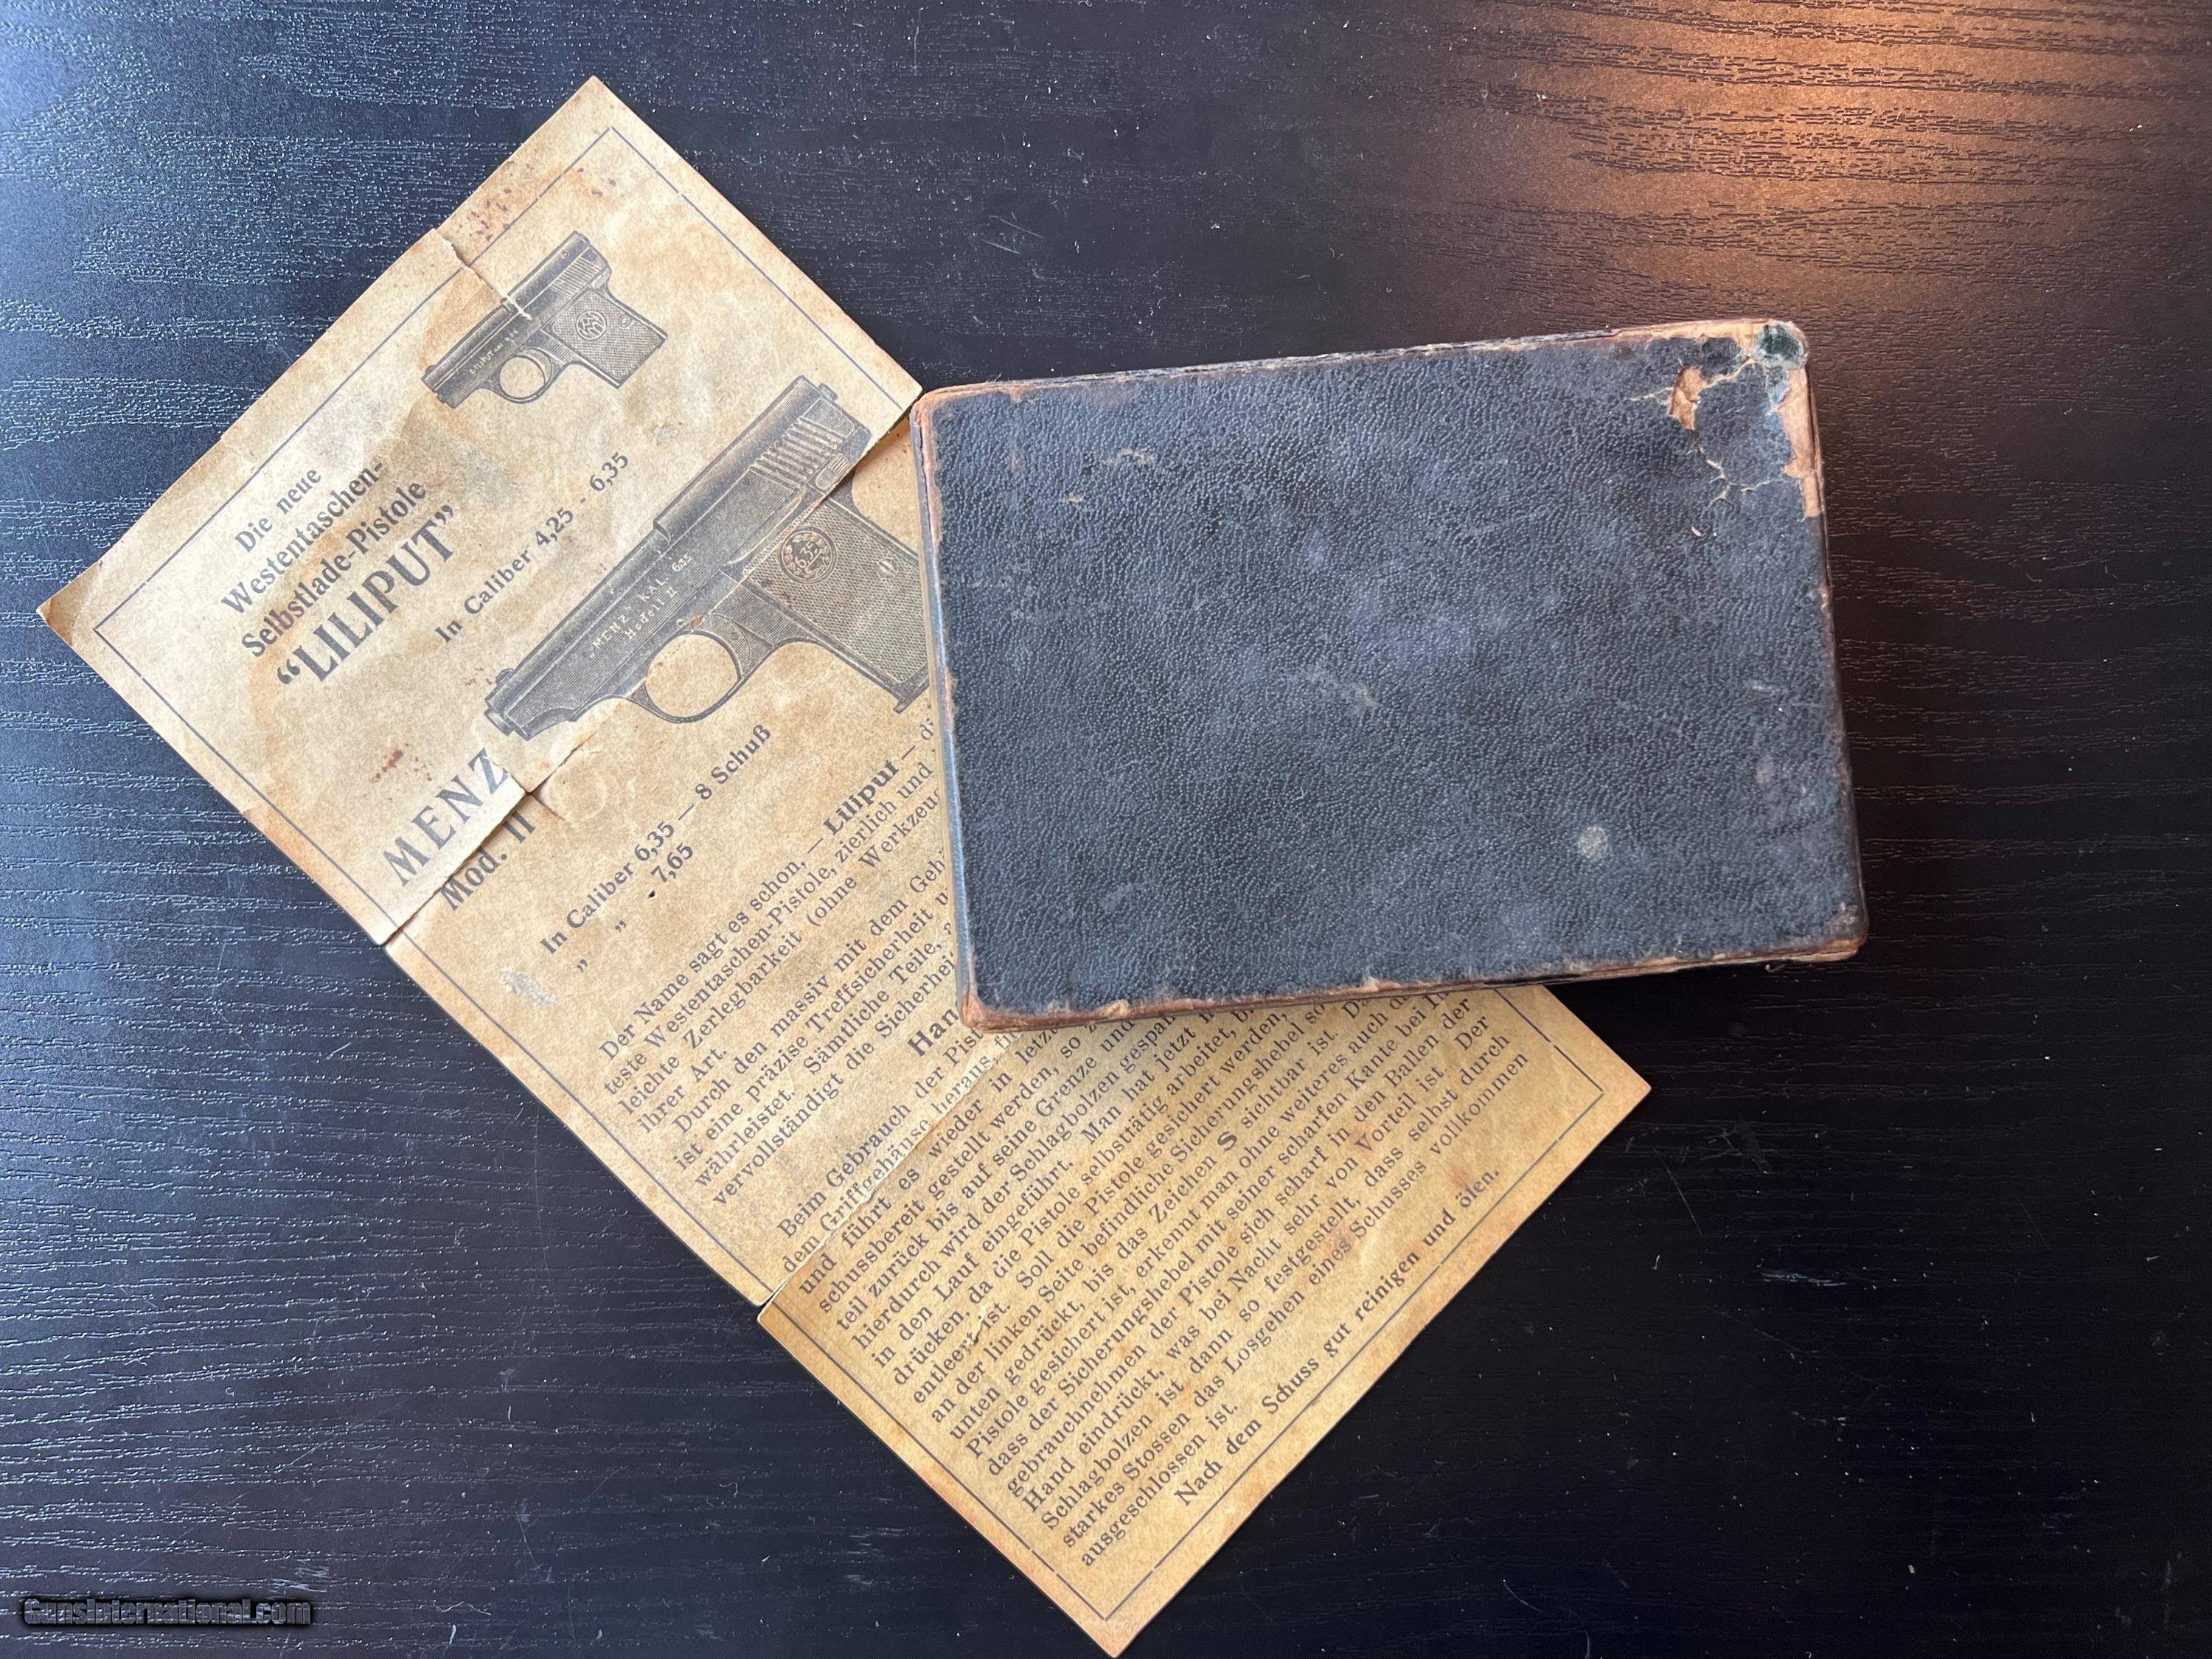 Die neue
Westentaschen-
Selbstlade-Pistole
“LILIPUT”
In Caliber 4,25 - 6,35
LILIPUT
MENZ KAL. 635
Modell II
6.35
MENZ
Mod. II
In Caliber 6,35 — 8 Schuß
„ „ 7,65
Der Name sagt es schon, — Liliput —
teste Westentaschen-Pistole, zierlich und
leichte Zerlegbarkeit (ohne
ihrer Art.
Durch den massiv mit dem
ist eine präzise Treffsicherheit
währleistet. Sämtliche Teile,
vervollständigt die
Beim Gebrauch der
dem Griffgehäuse heraus,
und führt es wieder in
schussbereit gestellt werden, so
teil zurück bis auf seine Grenze und
hierdurch wird der Schlagbolzen
in den Lauf eingeführt. Man hat jetzt
drücken, da die Pistole selbsttätig arbeitet,
entleert ist. Soll die Pistole gesichert werden,
an der linken Seite befindliche Sicherungshebel
unten gedrückt, bis das Zeichen S sichtbar ist.
Pistole gesichert ist, erkennt man ohne weiteres auch
dass der Sicherungshebel mit seiner scharfen Kante bei
gebrauchnehmen der Pistole sich scharf in den Ballen der
Hand eindrückt, was bei Nacht sehr von Vorteil ist. Der
Schlagbolzen ist dann so festgestellt, dass selbst durch
starkes Stossen das Losgehen eines Schusses vollkommen
ausgeschlossen ist.
Nach dem Schuss gut reinigen und ölen.
GunsInternational.com